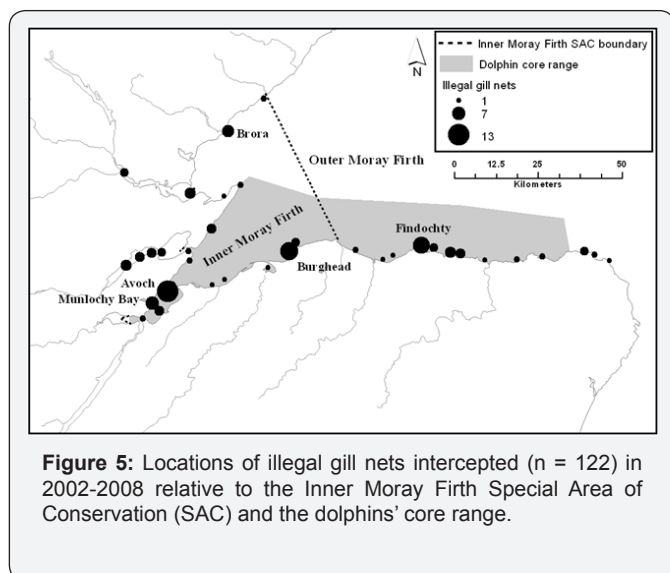 Inner Moray Firth SAC boundary
Dolphin core range
Illegal gill nets
1
7
13
0 12.5 25 50
Kilometers
N
Brora
Outer Moray Firth
Inner Moray Firth
Findochty
Burghead
Avoch
Munlochy Bay
Figure 5: Locations of illegal gill nets intercepted (n = 122) in
2002-2008 relative to the Inner Moray Firth Special Area of
Conservation (SAC) and the dolphins’ core range.